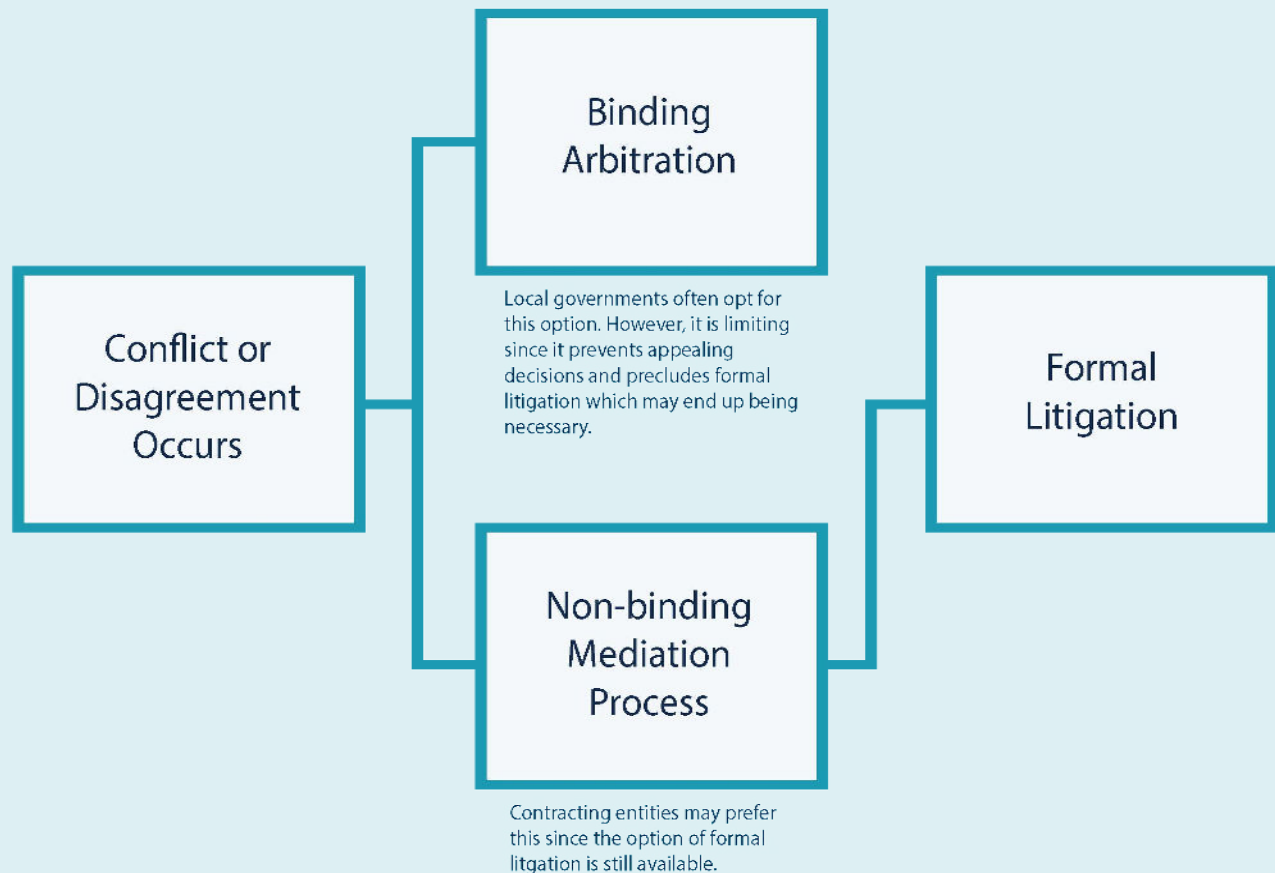 Binding
Arbitration
Local governments often opt for
this option. However, it is limiting
since it prevents appealing
decisions and precludes formal
litigation which may end up being
necessary.
Conflict or
Disagreement
Occurs
Formal
Litigation
Non-binding
Mediation
Process
Contracting entities may prefer
this since the option of formal
litgation is still available.